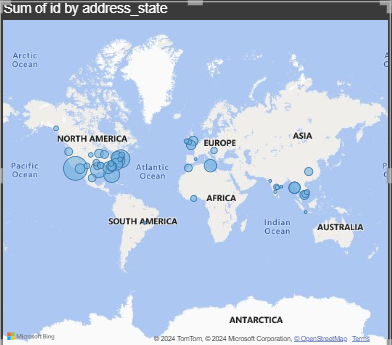 Sum of id by address_state
Arctic
Ocean
NORTH AMERICA
EUROPE
ASIA
Pacific
Ocean
Atlantic
Ocean
AFRICA
SOUTH AMERICA
Indian
Ocean
AUSTRALIA
ANTARCTICA
Microsoft Bing
© 2024 TomTom, © 2024 Microsoft Corporation, © OpenStreetMap Terms